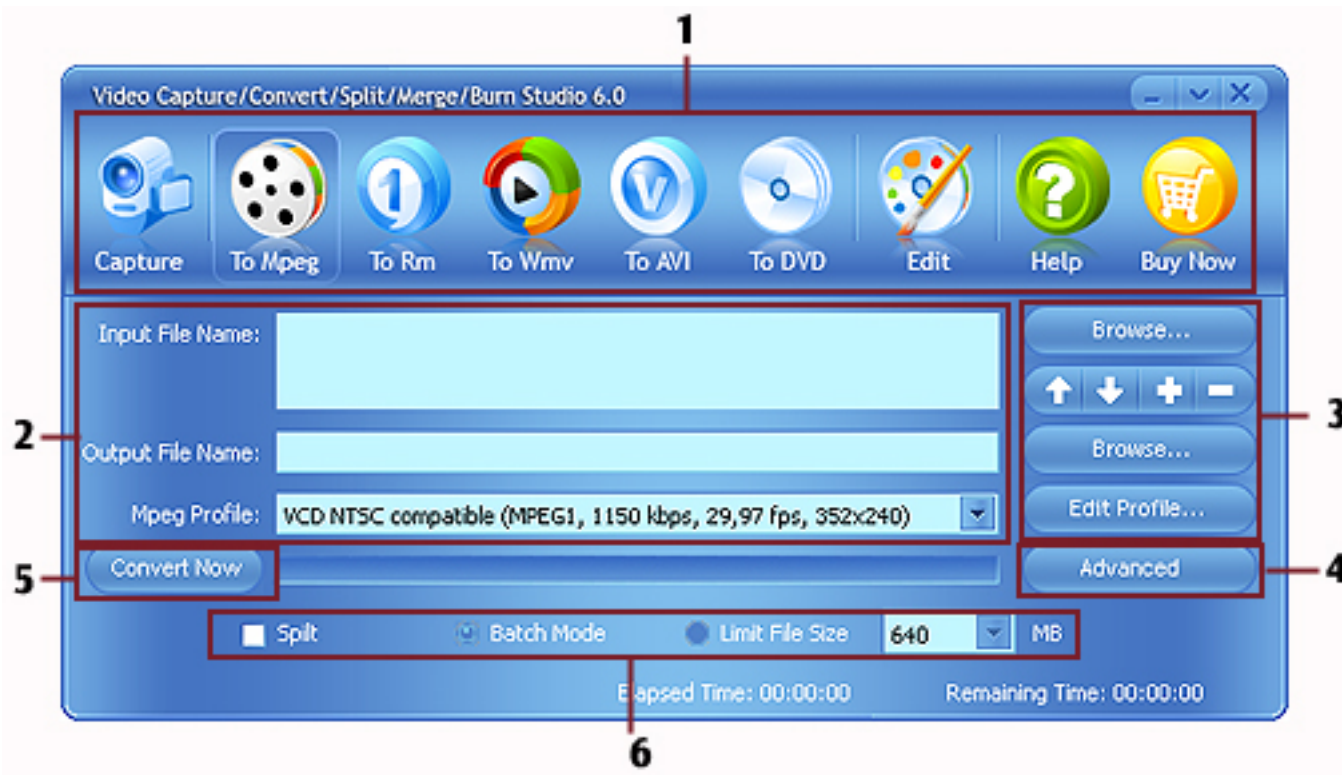 1
Video Capture/Convert/Split/Merge/Burn Studio 6.0
Capture To Mpeg To Rm To Wmv To AVI To DVD Edit Help Buy Now
Input File Name: Browse...
2
3
Output File Name: Browse...
Mpeg Profile: VCD NTSC compatible (MPEG1, 1150 kbps, 29,97 fps, 352x240) Edit Profile...
5 Convert Now Advanced 4
Spilt Batch Mode Limit File Size 640 MB
Elapsed Time: 00:00:00 Remaining Time: 00:00:00
6